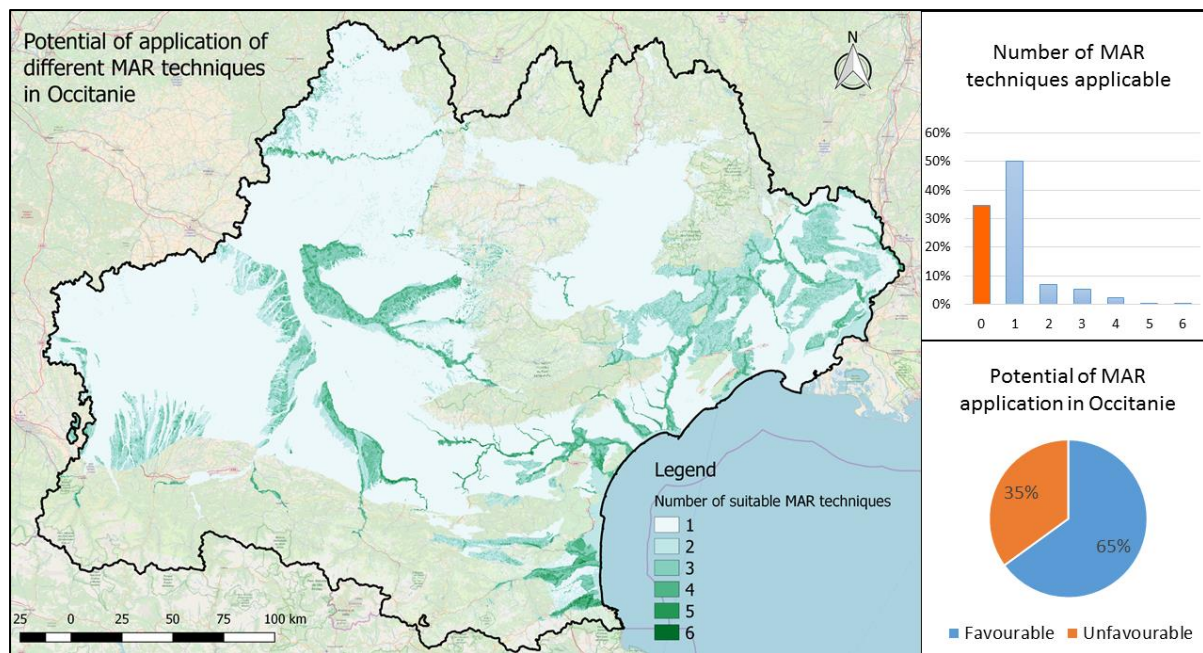 Potential of application of
different MAR techniques
in Occitanie
N
Legend
Number of suitable MAR techniques
1
2
3
4
5
6
25 0 25 50 75 100 km
Number of MAR
techniques applicable
60%
50%
40%
30%
20%
10%
0%
0 1 2 3 4 5 6
Potential of MAR
application in Occitanie
35%
65%
Favourable Unfavourable